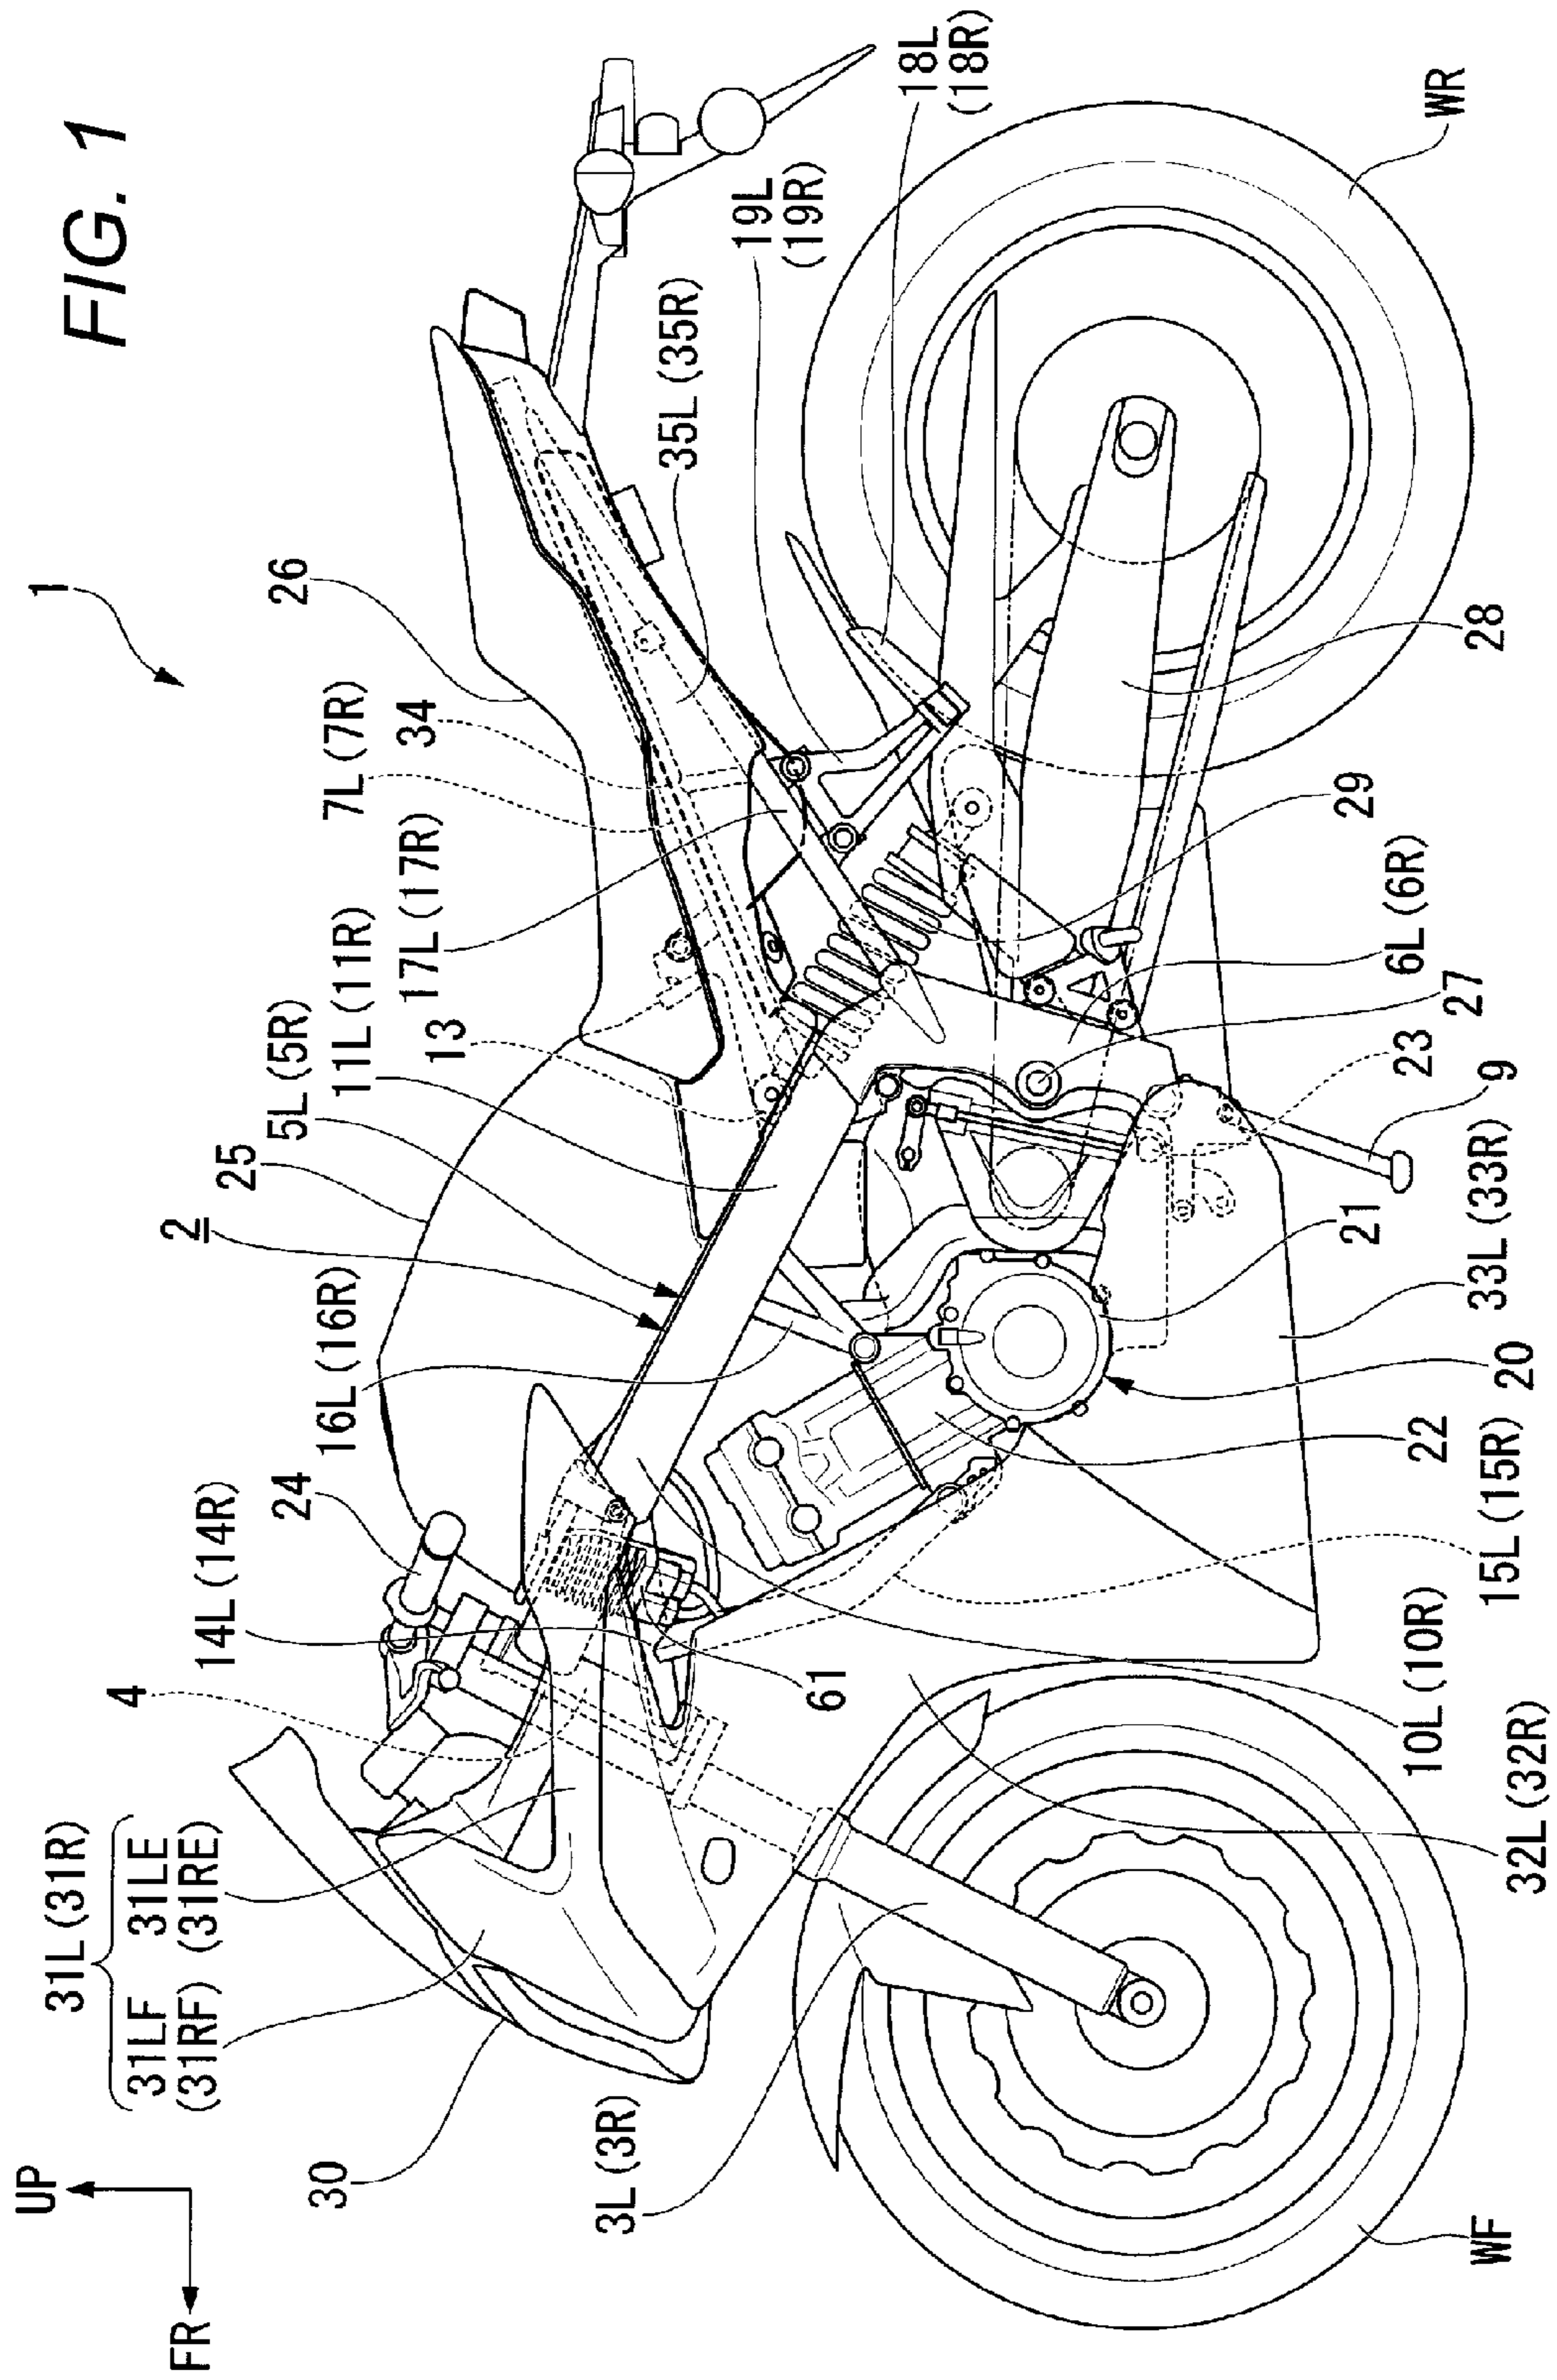 FIG. 1
1
UP
FR
31L (31R)
31LF 31LE
(31RF) (31RE)
30
4
14L (14R)
24
16L (16R)
2
25
5L (5R)
11L (11R)
13
17L (17R)
7L (7R)
34
26
35L (35R)
19L
(19R)
18L
(18R)
WR
28
29
6L (6R)
27
23
9
33L (33R)
21
20
22
15L (15R)
61
10L (10R)
32L (32R)
3L (3R)
WF